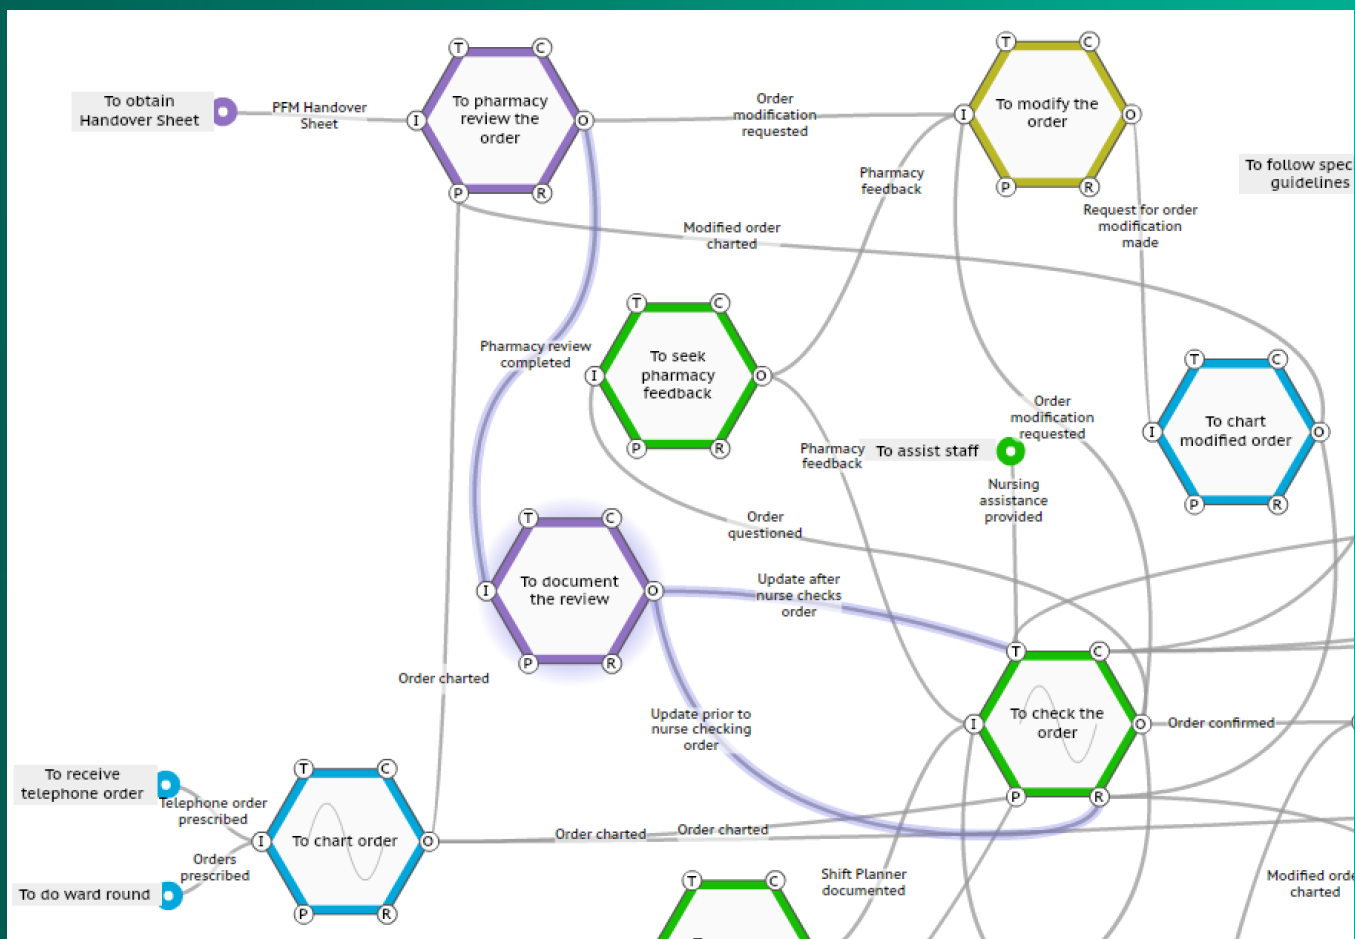 T
C
To obtain
Handover Sheet
PFM Handover
Sheet
I
To pharmacy
review the
order
O
P
R
Order
modification
requested
T
C
I
To modify the
order
O
P
R
Pharmacy
feedback
To follow spec
guidelines
Request for order
modification
made
Modified order
charted
T
C
I
To seek
pharmacy
feedback
O
P
R
Pharmacy review
completed
T
C
I
To chart
modified order
O
P
R
Order
modification
requested
Pharmacy
feedback
To assist staff
Nursing
assistance
provided
Order
questioned
T
C
I
To document
the review
O
P
R
Update after
nurse checks
order
Order charted
Update prior to
nurse checking
order
T
C
I
To check the
order
O
P
R
Order confirmed
To receive
telephone order
Telephone order
prescribed
T
C
I
To chart order
O
P
R
Orders
prescribed
To do ward round
Order charted
Order charted
Shift Planner
documented
T
C
Modified orde
charted